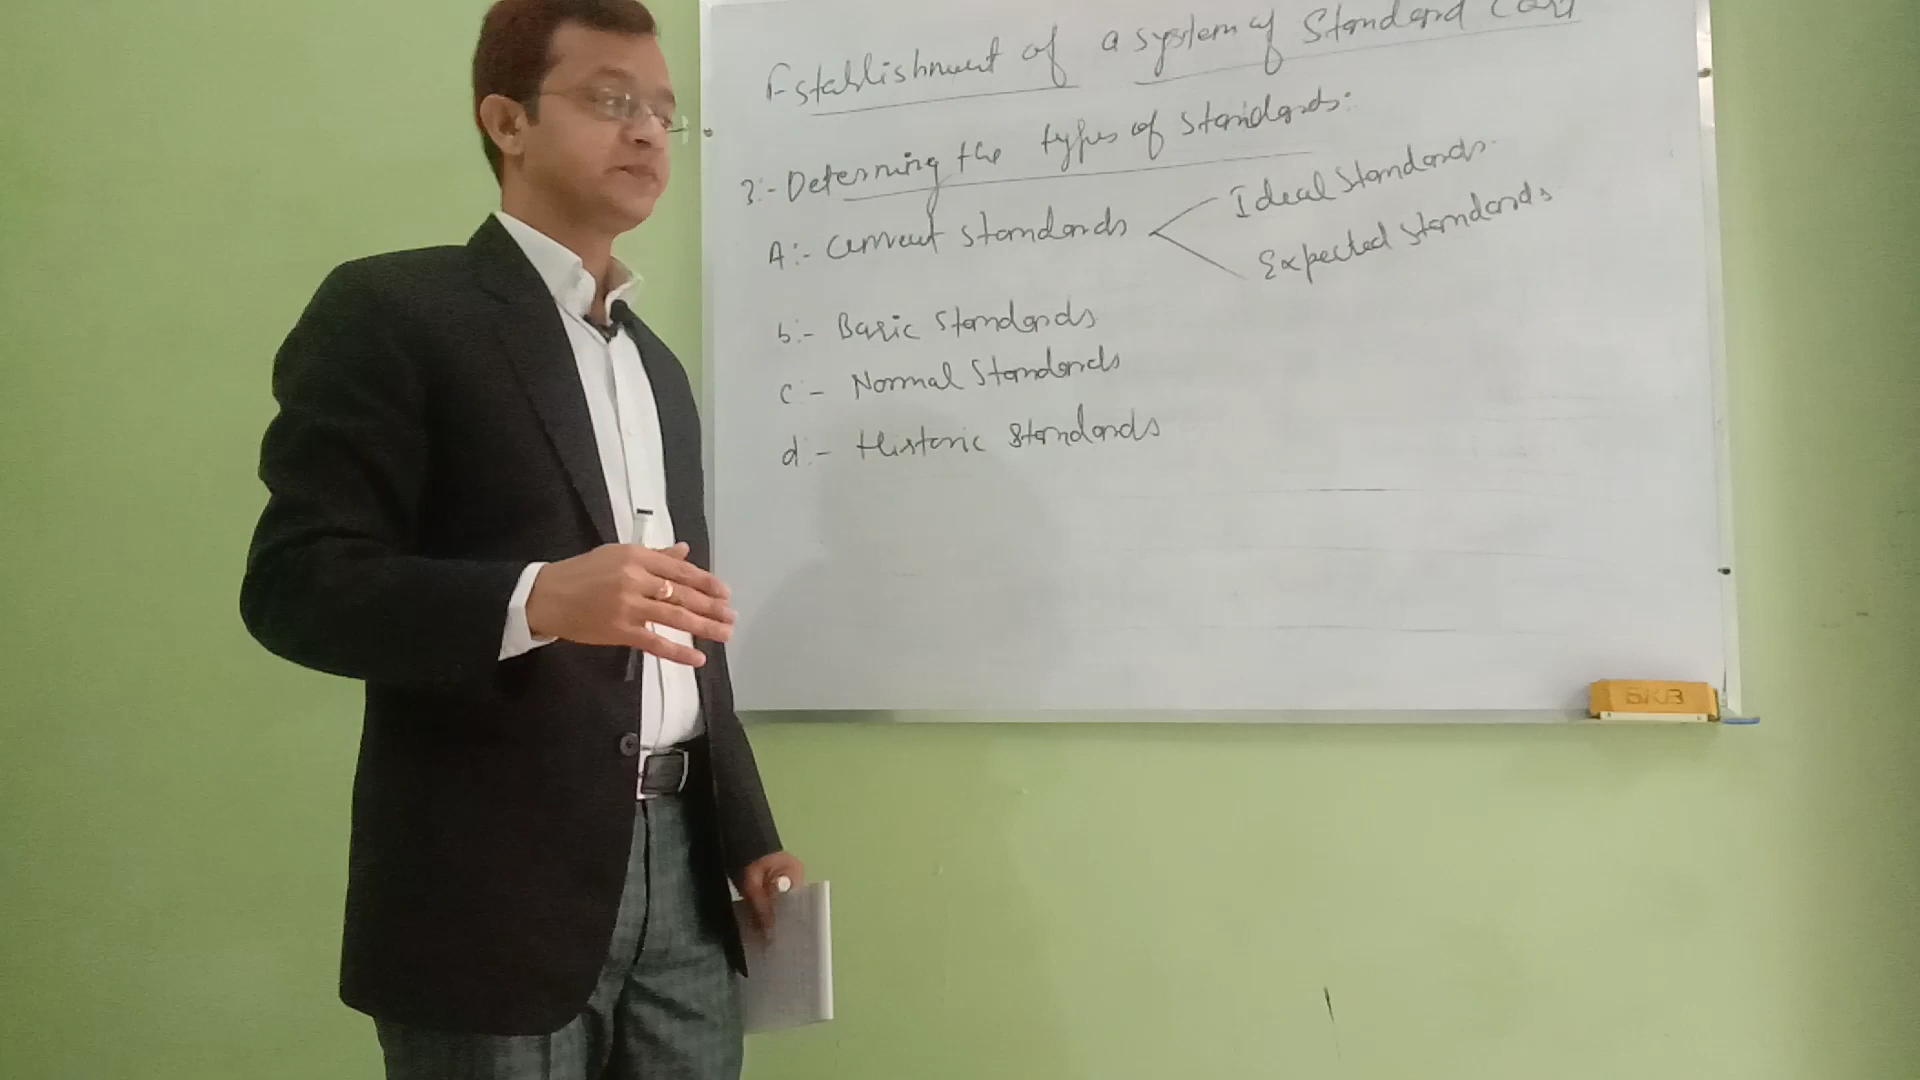 Establishment of a system of Standard Cost
3:- Determing the types of Standards:
A:- Current Standards
Ideal Standards.
Expected Standards
b:- Basic Standards
c:- Normal Standards
d:- Historic Standards